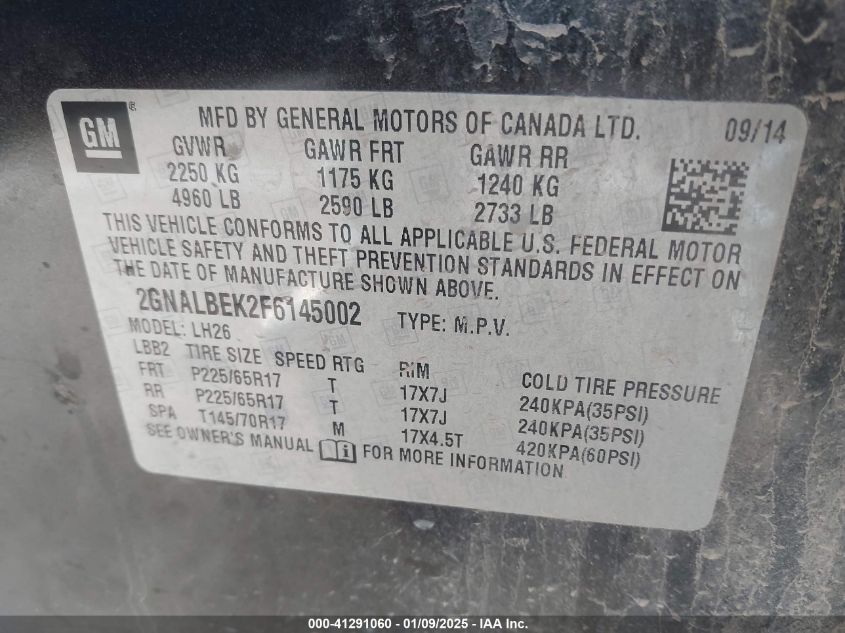 GM ® MFD BY GENERAL MOTORS OF CANADA LTD. 09/14
GVWR GAWR FRT GAWR RR
2250 KG 1175 KG 1240 KG
4960 LB 2590 LB 2733 LB
THIS VEHICLE CONFORMS TO ALL APPLICABLE U.S. FEDERAL MOTOR
VEHICLE SAFETY AND THEFT PREVENTION STANDARDS IN EFFECT ON
THE DATE OF MANUFACTURE SHOWN ABOVE.
2GNALBEK2F6145002 TYPE: M.P.V.
MODEL: LH26
LBB2 TIRE SIZE SPEED RTG RIM COLD TIRE PRESSURE
FRT P225/65R17 T 17X7J 240KPA(35PSI)
RR P225/65R17 T 17X7J 240KPA(35PSI)
SPA T145/70R17 M 17X4.5T 420KPA(60PSI)
SEE OWNER'S MANUAL FOR MORE INFORMATION
000-41291060 / 01/09/2025 - IAA Inc.